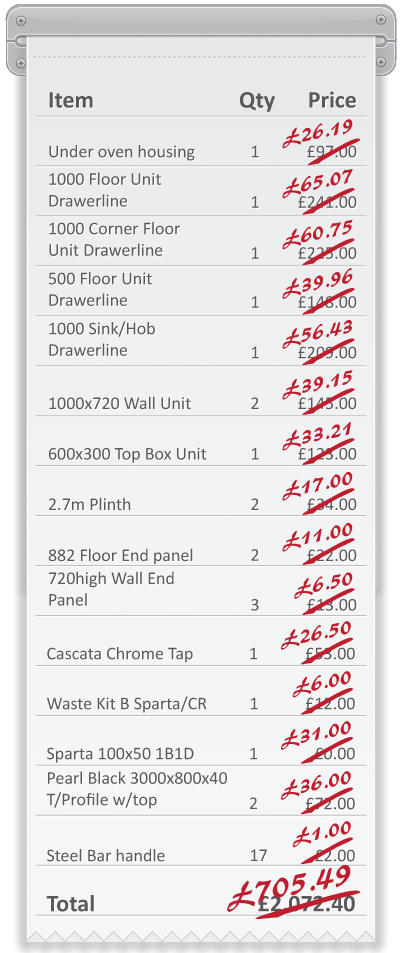 Item Qty Price
£26.19
Under oven housing 1 £97.00
1000 Floor Unit £65.07
Drawerline 1 £241.00
1000 Corner Floor £60.75
Unit Drawerline 1 £225.00
500 Floor Unit £39.96
Drawerline 1 £148.00
1000 Sink/Hob £56.43
Drawerline 1 £209.00
£39.15
1000x720 Wall Unit 2 £145.00
£33.21
600x300 Top Box Unit 1 £123.00
£17.00
2.7m Plinth 2 £34.00
£11.00
882 Floor End panel 2 £22.00
720high Wall End £6.50
Panel 3 £13.00
£26.50
Cascata Chrome Tap 1 £53.00
£6.00
Waste Kit B Sparta/CR 1 £12.00
£31.00
Sparta 100x50 1B1D 1 £0.00
Pearl Black 3000x800x40 £36.00
T/Profile w/top 2 £72.00
£1.00
Steel Bar handle 17 £2.00
£705.49
Total £2,072.40